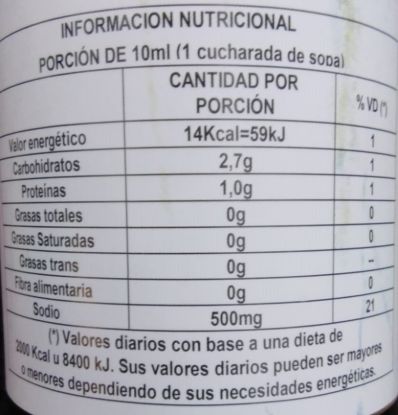 INFORMACION NUTRICIONAL
PORCIÓN DE 10ml (1 cucharada de sopa)
CANTIDAD POR PORCIÓN % VD (*)
Valor energético 14Kcal=59kJ 1
Carbohidratos 2,7g 1
Proteínas 1,0g 1
Grasas totales 0g 0
Grasas Saturadas 0g 0
Grasas trans 0g --
Fibra alimentaria 0g 0
Sodio 500mg 21
(*) Valores diarios con base a una dieta de
2000 Kcal u 8400 kJ. Sus valores diarios pueden ser mayores
o menores dependiendo de sus necesidades energéticas.